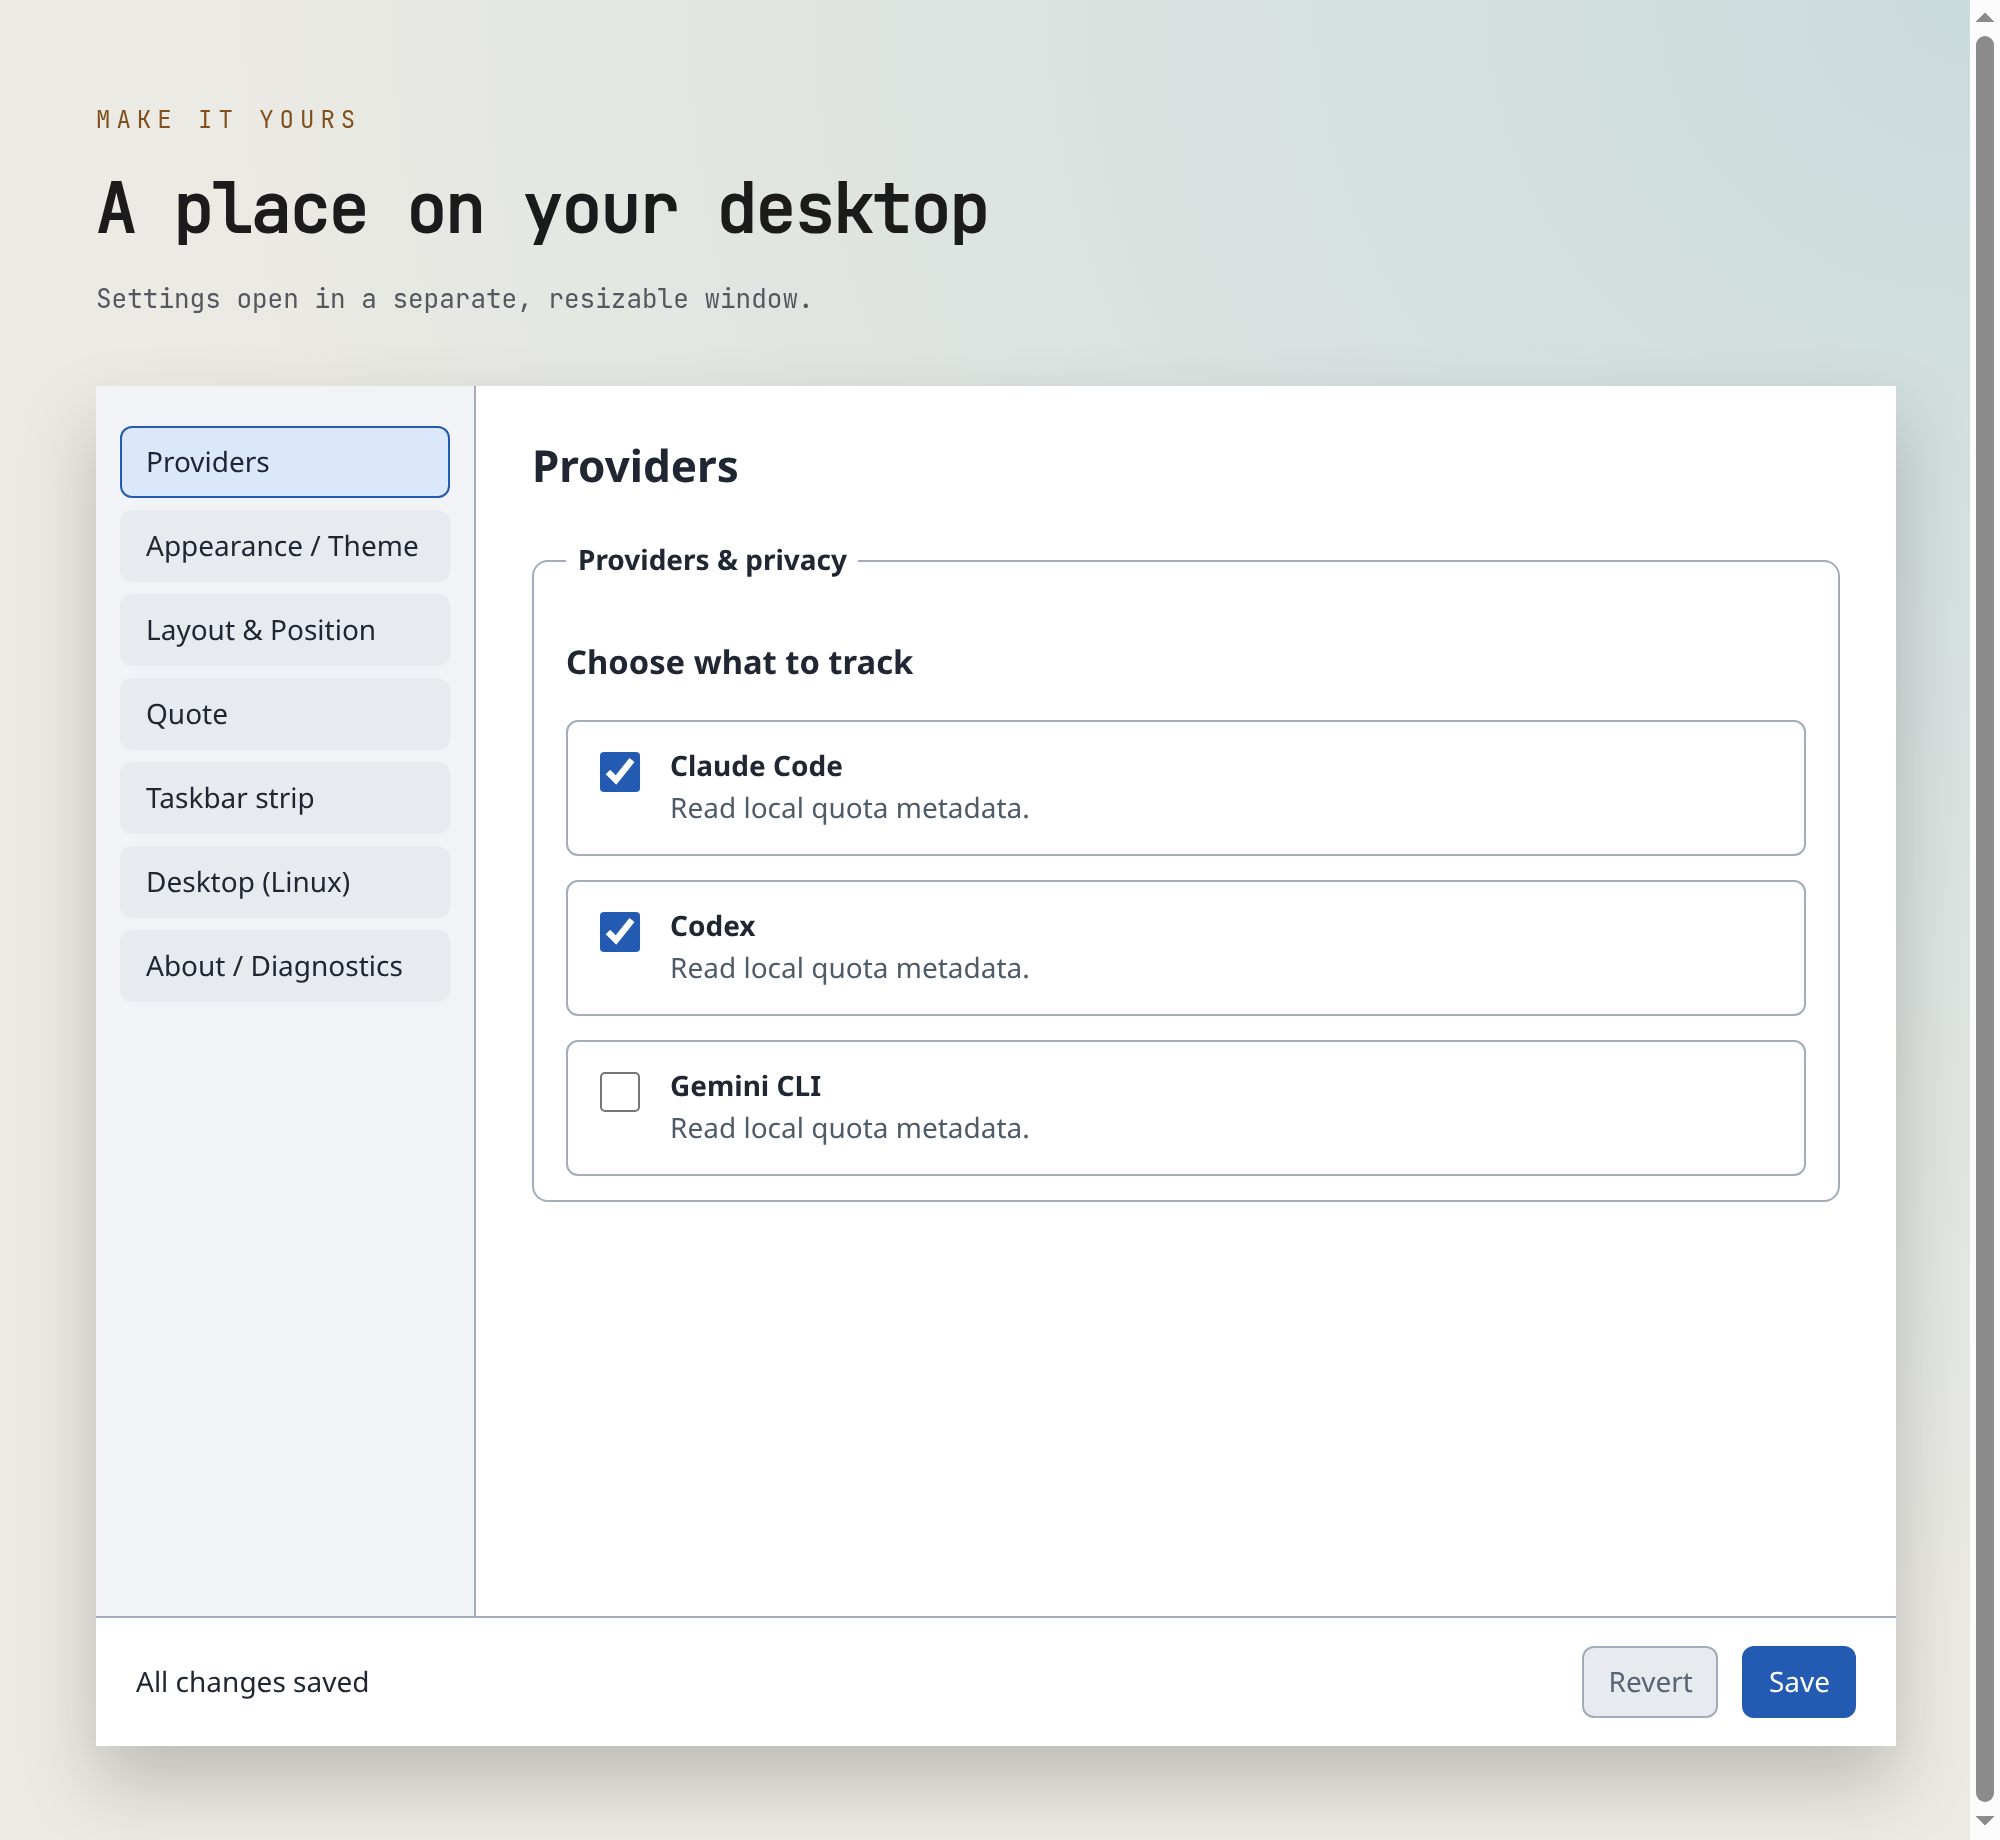 MAKE IT YOURS
A place on your desktop
Settings open in a separate, resizable window.
Providers
Appearance / Theme
Layout & Position
Quote
Taskbar strip
Desktop (Linux)
About / Diagnostics
Providers
Providers & privacy
Choose what to track
Claude Code
Read local quota metadata.
Codex
Read local quota metadata.
Gemini CLI
Read local quota metadata.
All changes saved
Revert
Save